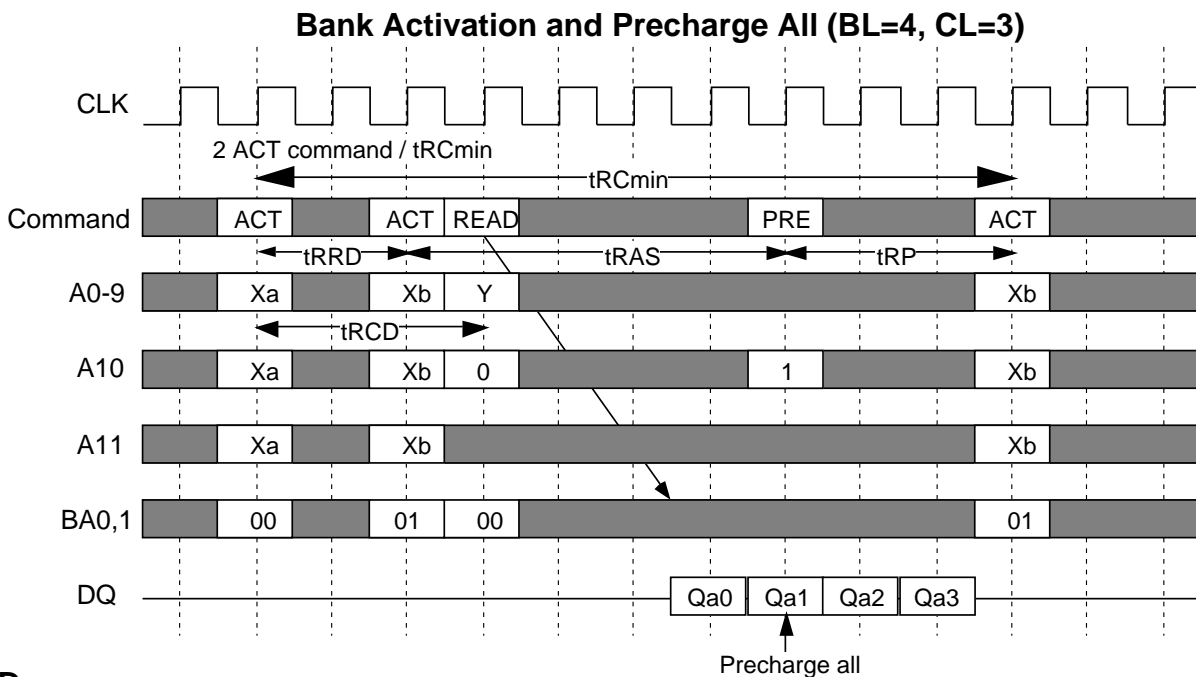 Bank Activation and Precharge All (BL=4, CL=3)
CLK
2 ACT command / tRCmin
tRCmin
Command ACT ACT READ PRE ACT
tRRD tRAS tRP
A0-9 Xa Xb Y Xb
tRCD
A10 Xa Xb 0 1 Xb
A11 Xa Xb Xb
BA0,1 00 01 00 01
DQ Qa0 Qa1 Qa2 Qa3
Precharge all